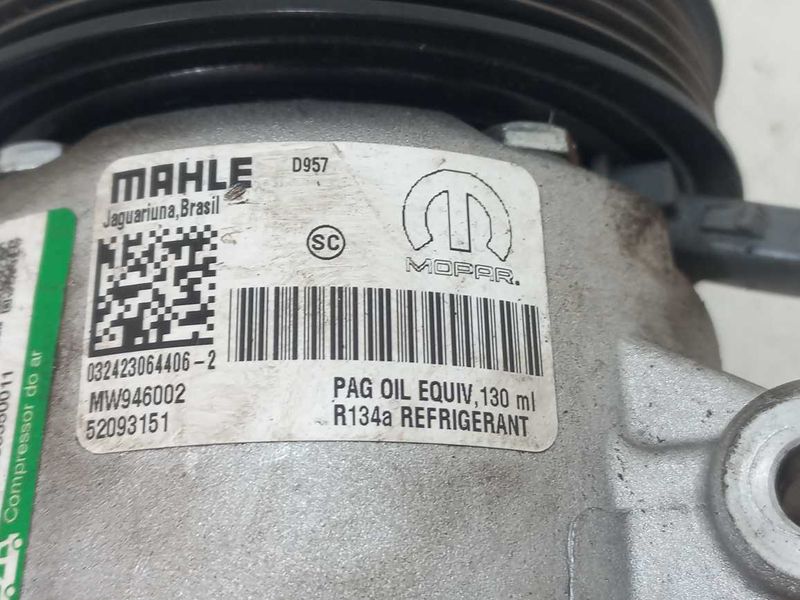 MAHLE
D957
Jaguariuna,Brasil
SC
MOPAR.
032423064406-2
MW946002
52093151
PAG OIL EQUIV,130 ml
R134a REFRIGERANT
Compressor do ar